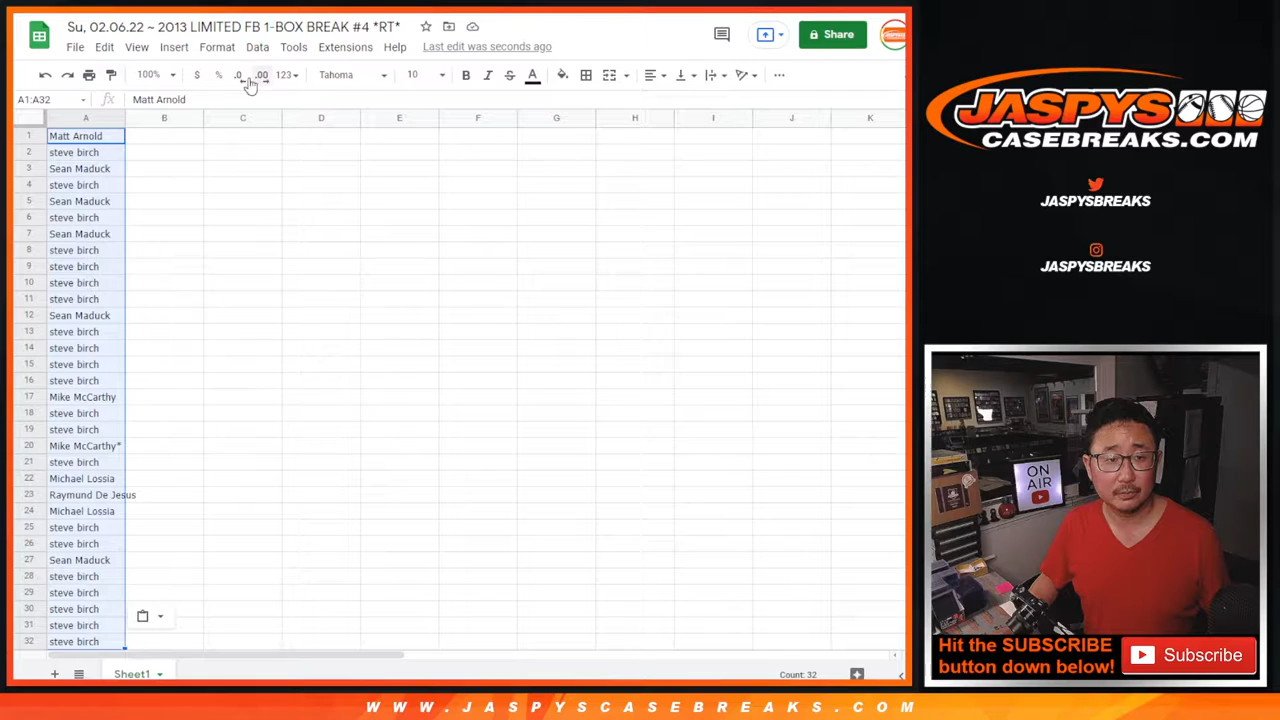 Su, 02.06.22 ~ 2013 LIMITED FB 1-BOX BREAK #4 *RT*
File Edit View Insert Format Data Tools Extensions Help Last edit was seconds ago
Share
100% $ % .0 .00 123 Tahoma 10 B I S A
A1:A32 fx Matt Arnold
A B C D E F G H I J K
1 Matt Arnold
2 steve birch
3 Sean Maduck
4 steve birch
5 Sean Maduck
6 steve birch
7 Sean Maduck
8 steve birch
9 steve birch
10 steve birch
11 steve birch
12 Sean Maduck
13 steve birch
14 steve birch
15 steve birch
16 steve birch
17 Mike McCarthy
18 steve birch
19 steve birch
20 Mike McCarthy*
21 steve birch
22 Michael Lossia
23 Raymund De Jesus
24 Michael Lossia
25 steve birch
26 steve birch
27 Sean Maduck
28 steve birch
29 steve birch
30 steve birch
31 steve birch
32 steve birch
Sheet1
Count: 32
JASPYS
CASEBREAKS.COM
JASPYSBREAKS
JASPYSBREAKS
ON
AIR
Hit the SUBSCRIBE
button down below!
Subscribe
WWW.JASPYSCASEBREAKS.COM